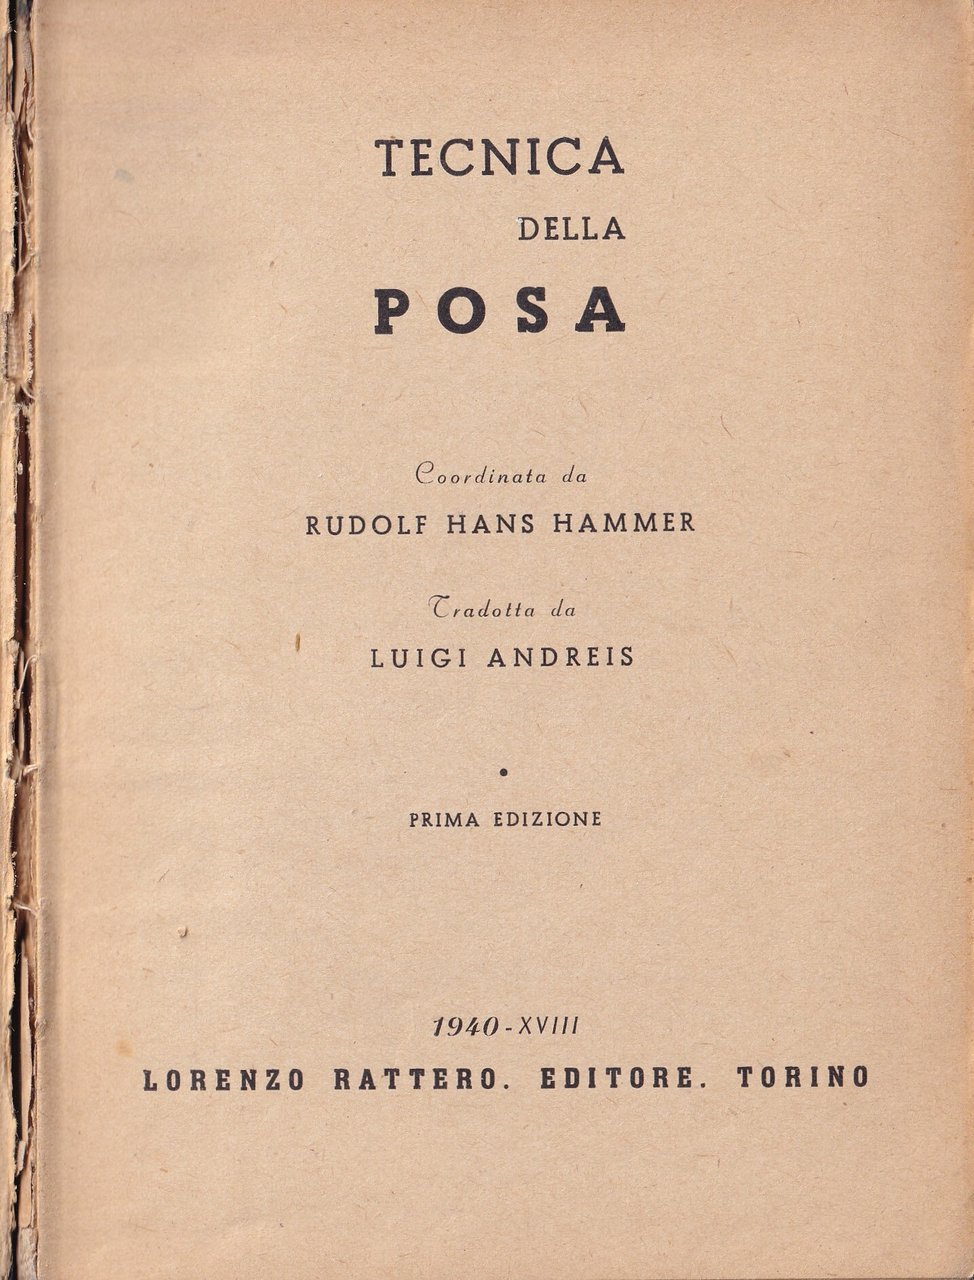 TECNICA
DELLA
POSA
Coordinata da
RUDOLF HANS HAMMER
Tradotta da
LUIGI ANDREIS
•
PRIMA EDIZIONE
1940-XVIII
LORENZO RATTERO. EDITORE. TORINO